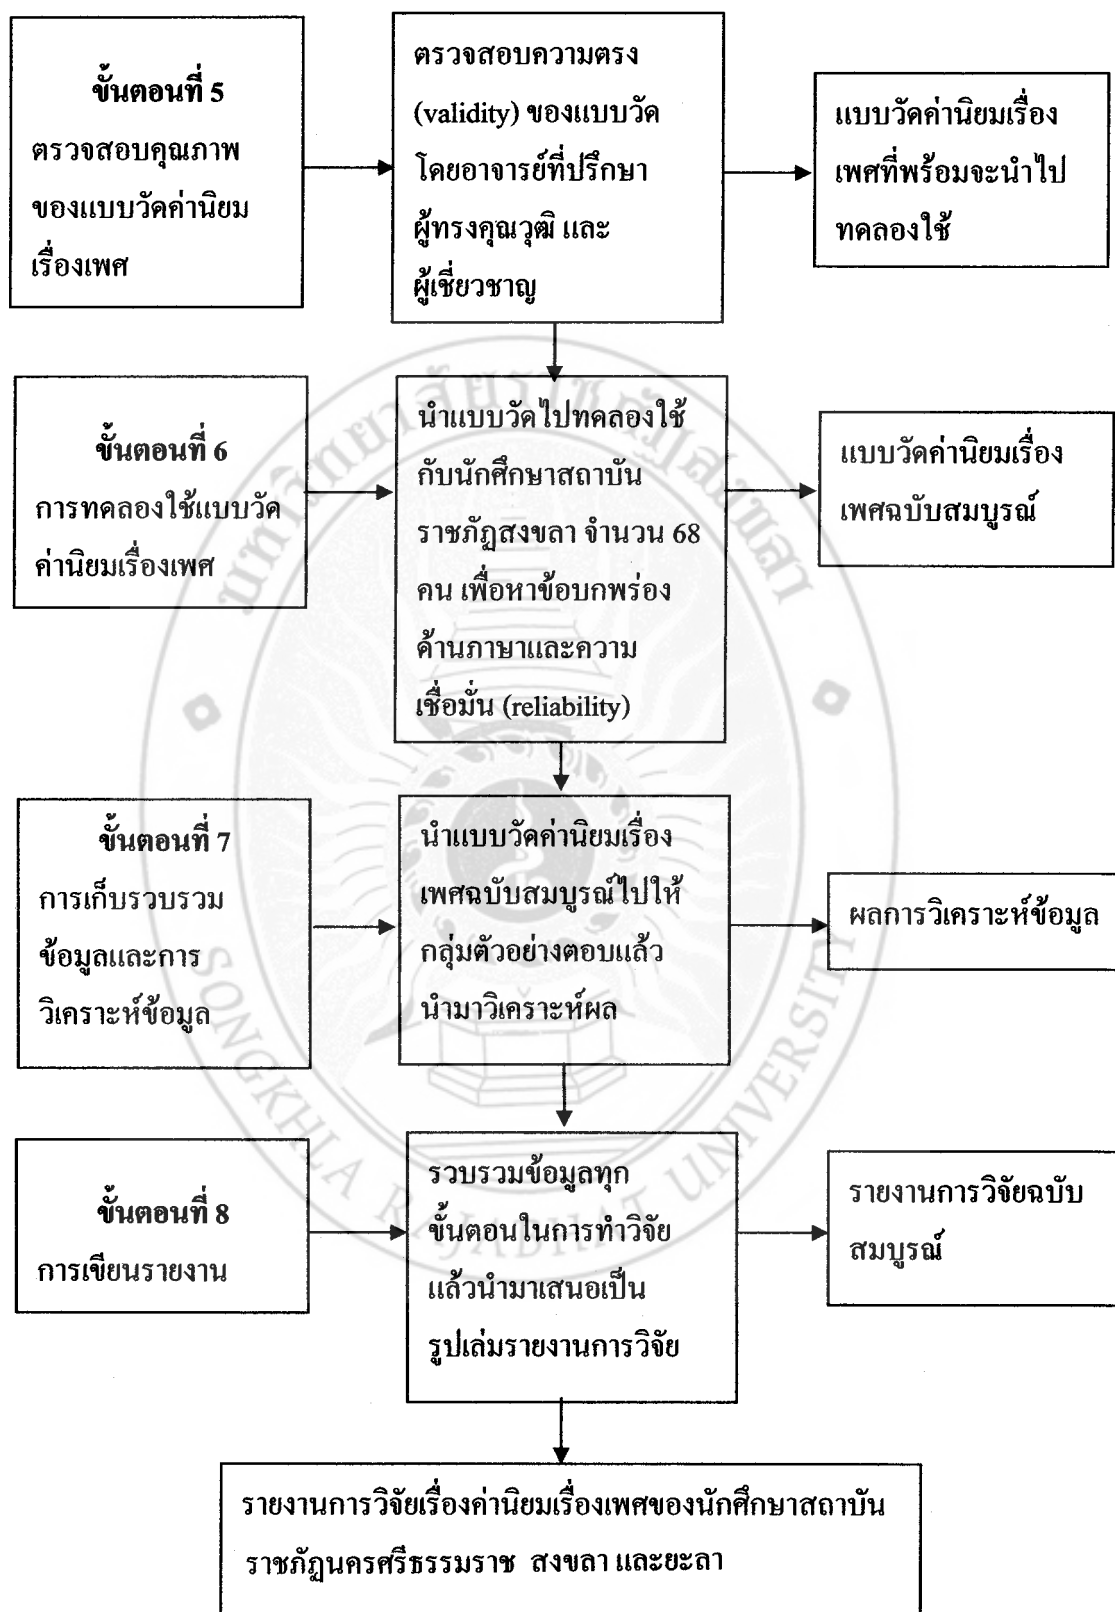 ขั้นตอนที่ 5
ตรวจสอบคุณภาพ
ของแบบวัดค่านิยม
เรื่องเพศ
ตรวจสอบความตรง
(validity) ของแบบวัด
โดยอาจารย์ที่ปรึกษา
ผู้ทรงคุณวุฒิ และ
ผู้เชี่ยวชาญ
แบบวัดค่านิยมเรื่อง
เพศที่พร้อมจะนำไป
ทดลองใช้
ขั้นตอนที่ 6
การทดลองใช้แบบวัด
ค่านิยมเรื่องเพศ
นำแบบวัดไปทดลองใช้
กับนักศึกษาสถาบัน
ราชภัฏสงขลา จำนวน 68
คน เพื่อหาข้อบกพร่อง
ด้านภาษาและความ
เชื่อมั่น (reliability)
แบบวัดค่านิยมเรื่อง
เพศฉบับสมบูรณ์
ขั้นตอนที่ 7
การเก็บรวบรวม
ข้อมูลและการ
วิเคราะห์ข้อมูล
นำแบบวัดค่านิยมเรื่อง
เพศฉบับสมบูรณ์ไปให้
กลุ่มตัวอย่างตอบแล้ว
นำมาวิเคราะห์ผล
ผลการวิเคราะห์ข้อมูล
ขั้นตอนที่ 8
การเขียนรายงาน
รวบรวมข้อมูลทุก
ขั้นตอนในการทำวิจัย
แล้วนำมาเสนอเป็น
รูปเล่มรายงานการวิจัย
รายงานการวิจัยฉบับ
สมบูรณ์
รายงานการวิจัยเรื่องค่านิยมเรื่องเพศของนักศึกษาสถาบัน
ราชภัฏนครศรีธรรมราช สงขลา และยะลา
มหาวิทยาลัยราชภัฏสงขลา
SONGKHLA RAJABHAT UNIVERSITY